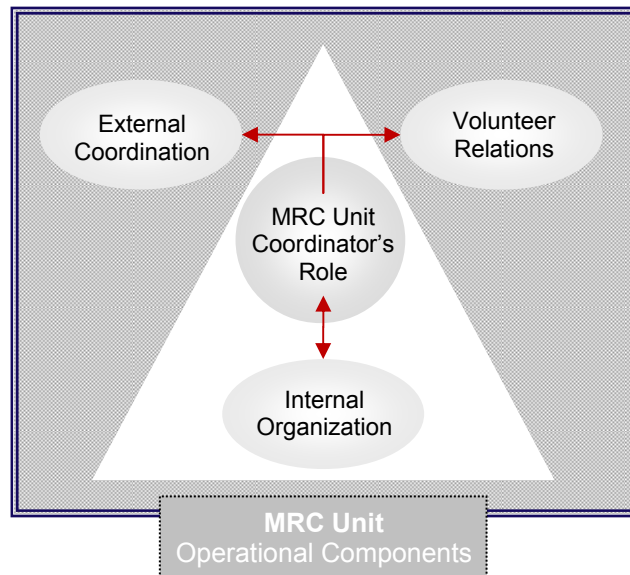 External
Coordination
Volunteer
Relations
MRC Unit
Coordinator’s
Role
Internal
Organization
MRC Unit
Operational Components